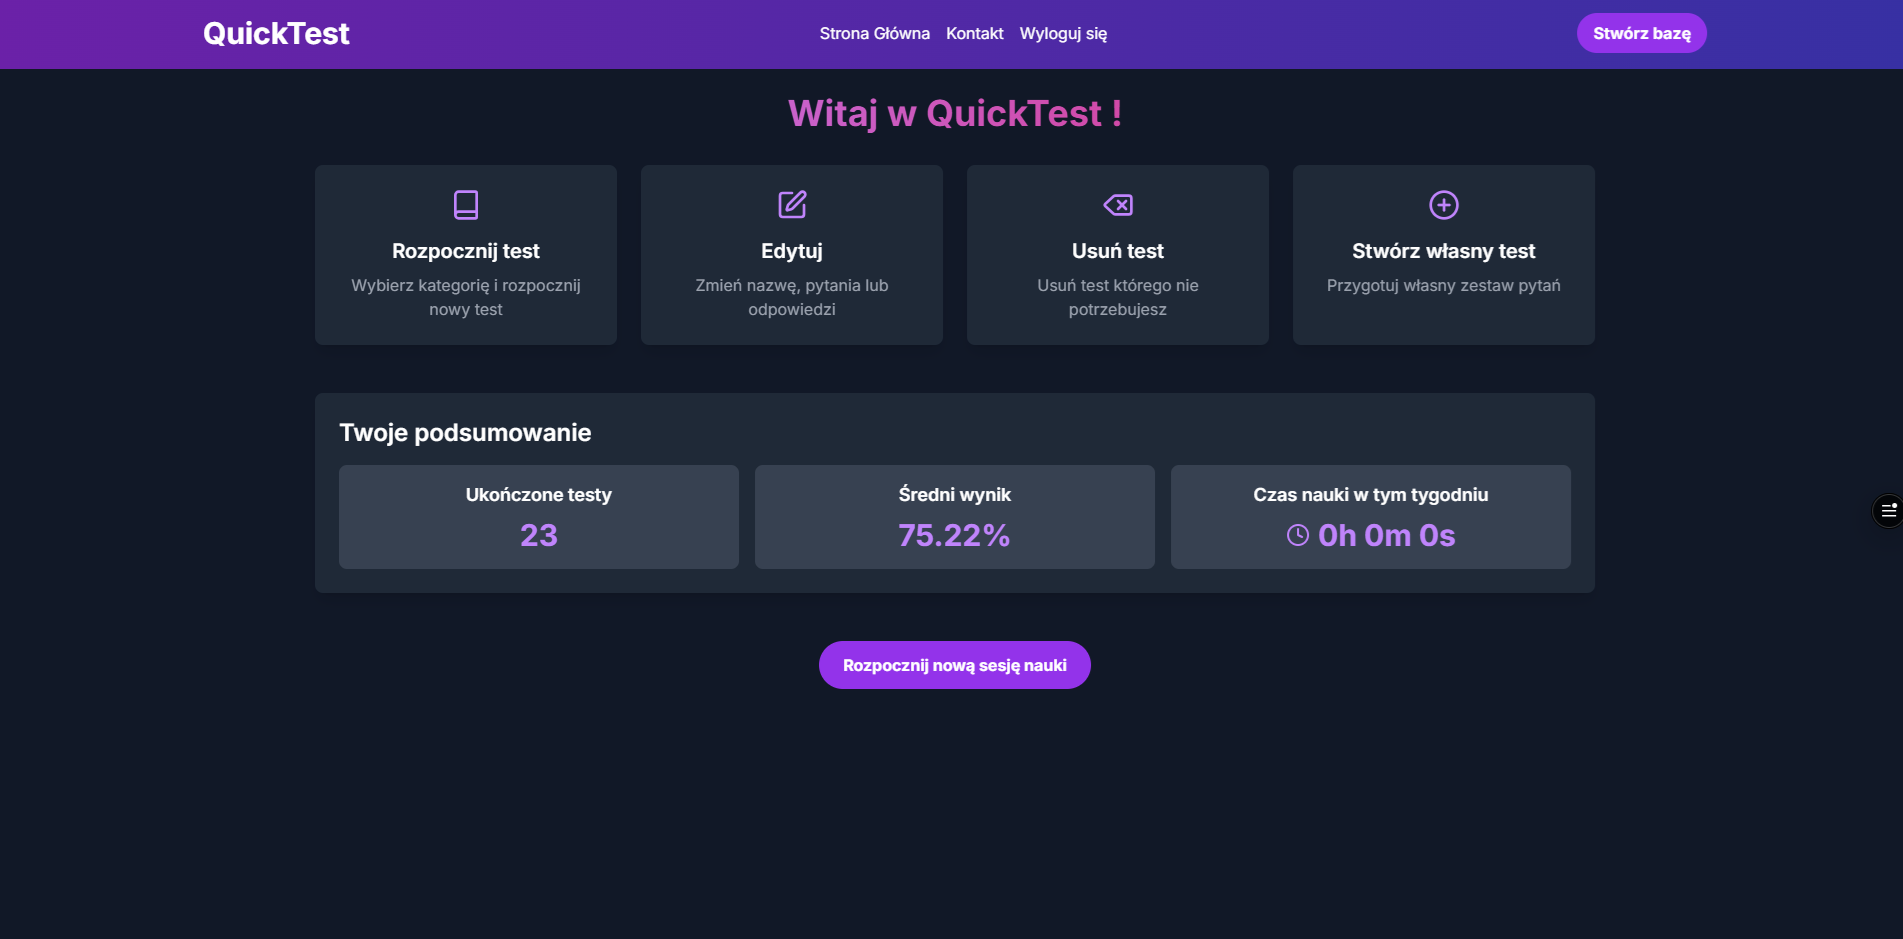 QuickTest
Strona Główna
Kontakt
Wyloguj się
Stwórz bazę
Witaj w QuickTest !
Rozpocznij test
Wybierz kategorię i rozpocznij
nowy test
Edytuj
Zmień nazwę, pytania lub
odpowiedzi
Usuń test
Usuń test którego nie
potrzebujesz
Stwórz własny test
Przygotuj własny zestaw pytań
Twoje podsumowanie
Ukończone testy
23
Średni wynik
75.22%
Czas nauki w tym tygodniu
0h 0m 0s
Rozpocznij nową sesję nauki